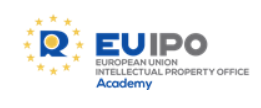 EUIPO
EUROPEAN UNION
INTELLECTUAL PROPERTY OFFICE
Academy